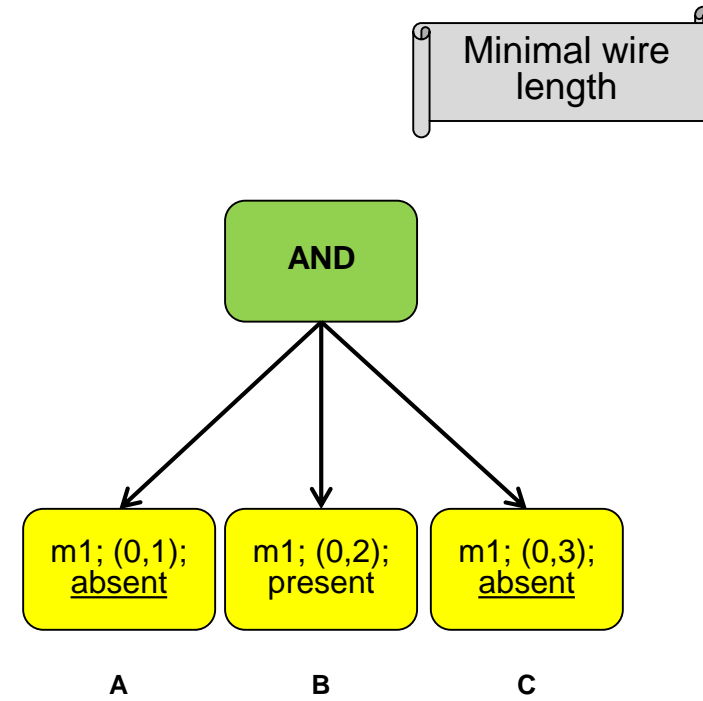 Minimal wire
length
AND
m1; (0,1);
absent
m1; (0,2);
present
m1; (0,3);
absent
A
B
C